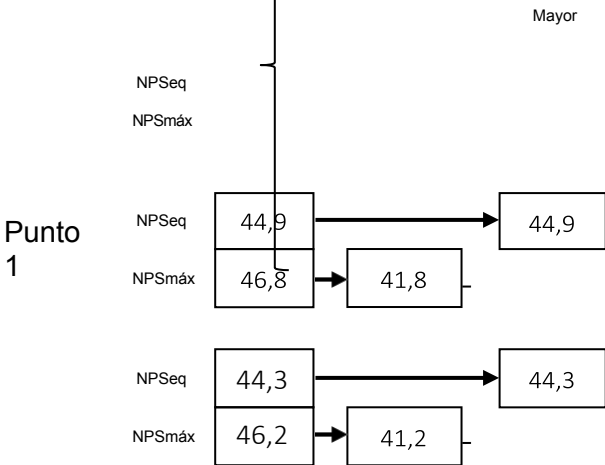 Mayor
NPSeq
NPSmáx
Punto
1
NPSeq 44,9 44,9
NPSmáx 46,8 41,8
NPSeq 44,3 44,3
NPSmáx 46,2 41,2